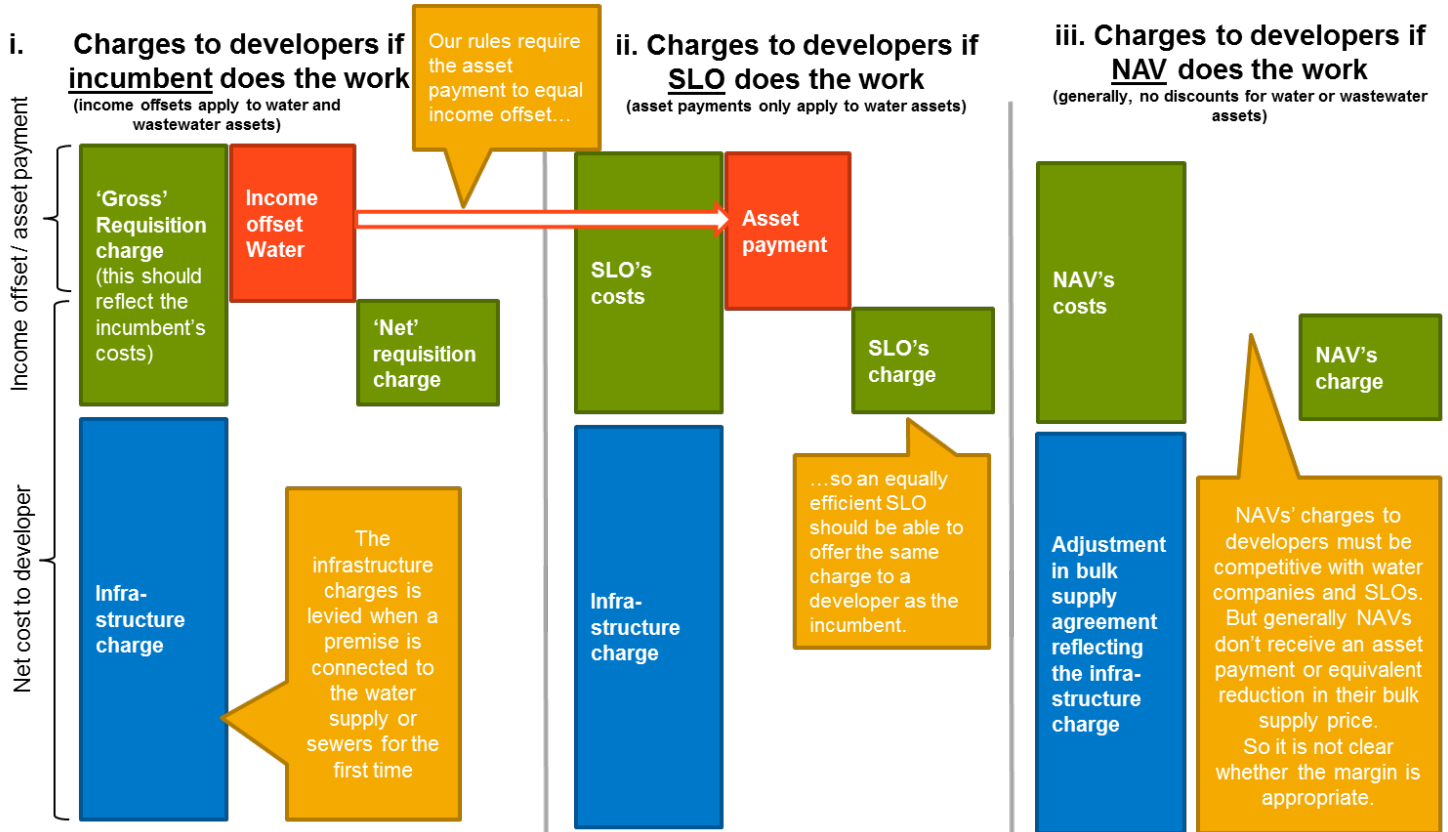 i.
Charges to developers if
incumbent does the work
(income offsets apply to water and
wastewater assets)
Our rules require
the asset
payment to equal
income offset…
ii. Charges to developers if
SLO does the work
(asset payments only apply to water assets)
iii. Charges to developers if
NAV does the work
(generally, no discounts for water or wastewater
assets)
Income offset / asset payment
Net cost to developer
‘Gross’
Requisition
charge
(this should
reflect the
incumbent’s
costs)
Income
offset
Water
‘Net’
requisition
charge
Infra-
structure
charge
The
infrastructure
charges is
levied when a
premise is
connected to
the water
supply or
sewers for the
first time
SLO’s
costs
Asset
payment
SLO’s
charge
…so an equally
efficient SLO
should be able to
offer the same
charge to a
developer as the
incumbent.
Infra-
structure
charge
NAV’s
costs
NAV’s
charge
Adjustment
in bulk
supply
agreement
reflecting
the infra-
structure
charge
NAVs’ charges to
developers must be
competitive with water
companies and SLOs.
But generally NAVs
don’t receive an asset
payment or equivalent
reduction in their bulk
supply price.
So it is not clear
whether the margin is
appropriate.